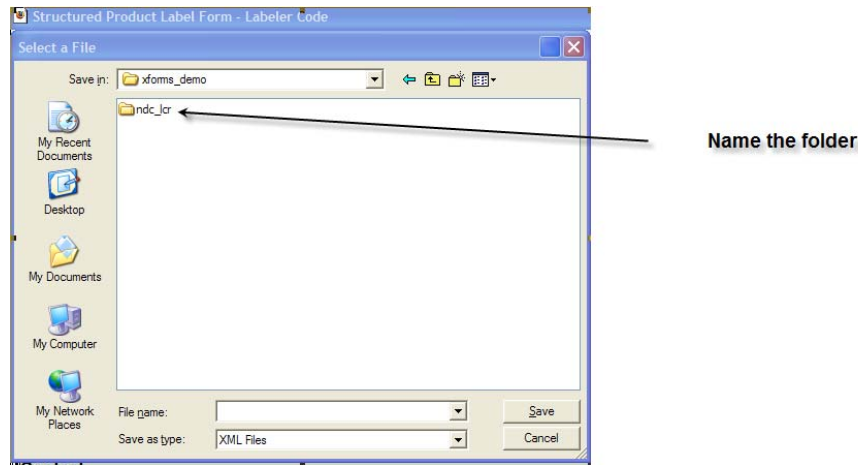 Structured Product Label Form - Labeler Code
Select a File
Save in:
xforms_demo
ndc_lcr
My Recent
Documents
Desktop
My Documents
My Computer
My Network
Places
File name:
Save
Save as type:
XML Files
Cancel
Name the folder